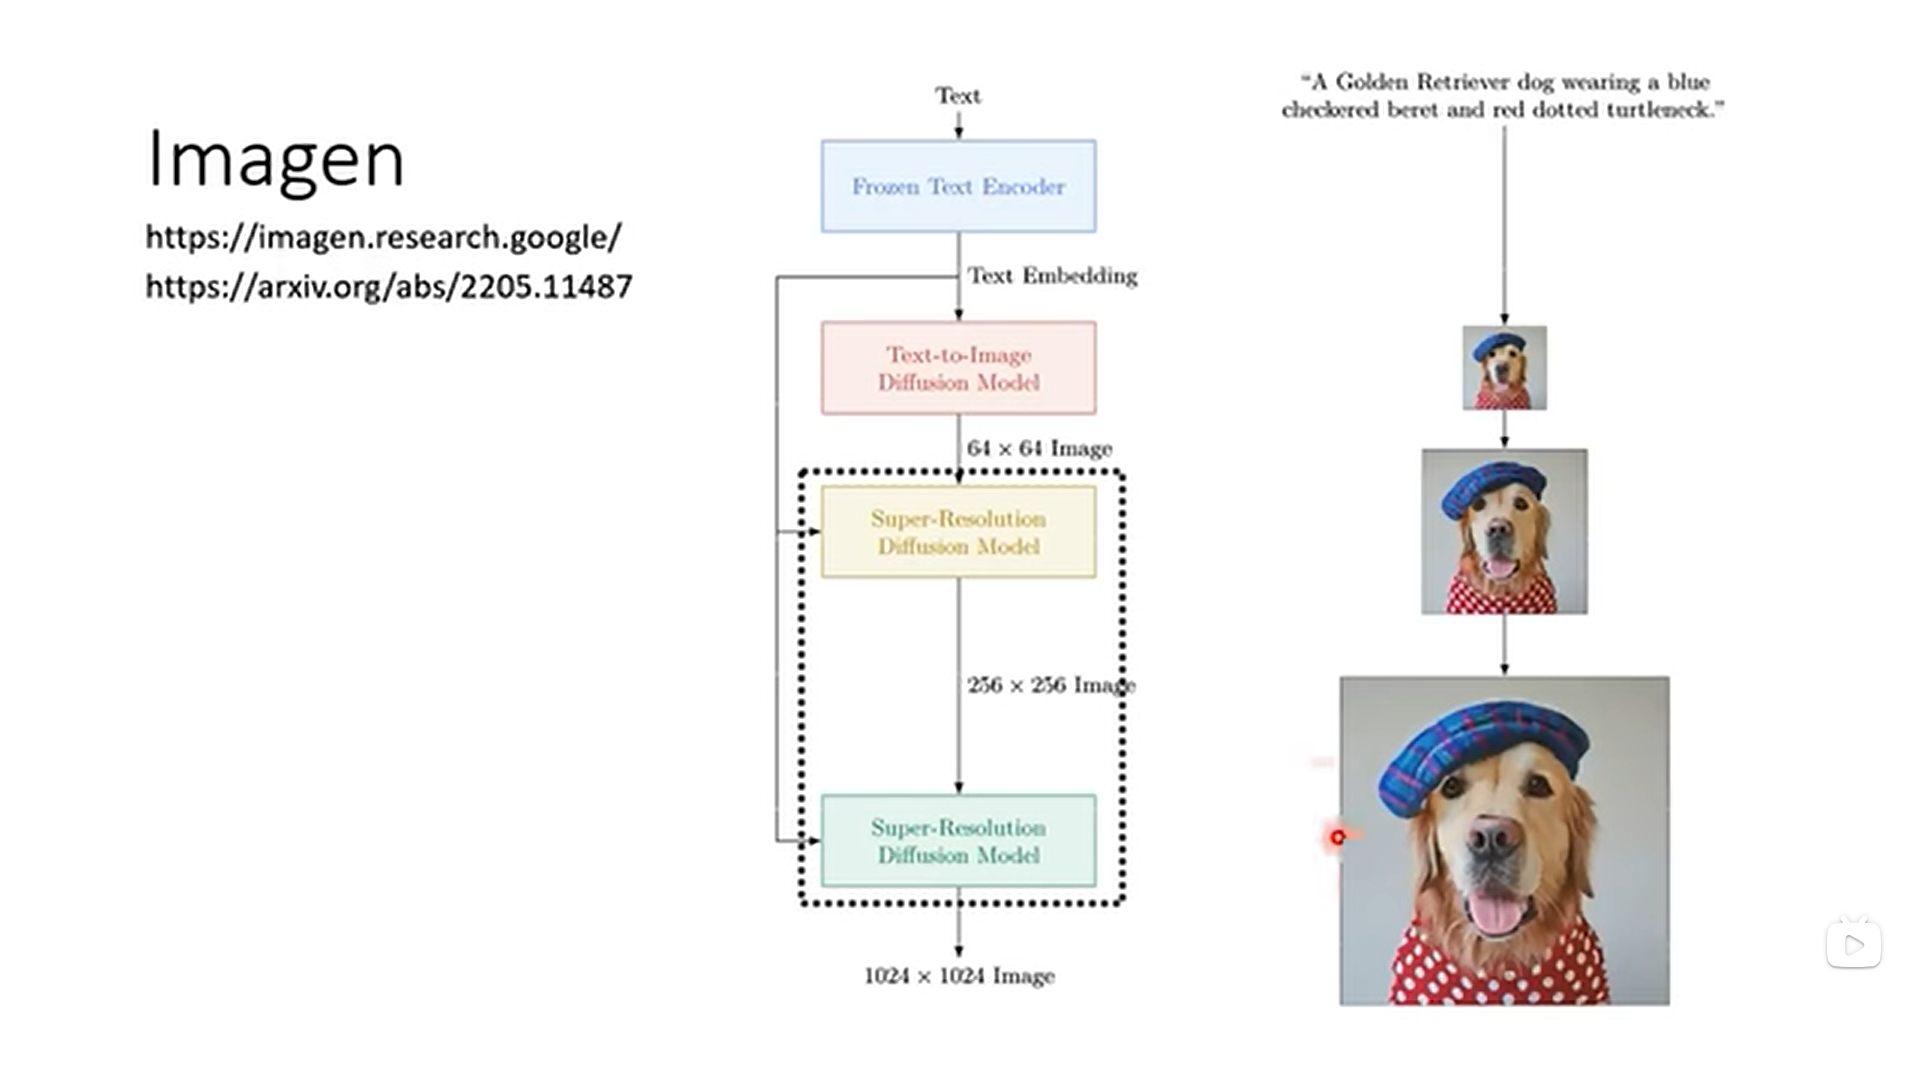 Imagen
https://imagen.research.google/
https://arxiv.org/abs/2205.11487
Text
Frozen Text Encoder
Text Embedding
Text-to-Image
Diffusion Model
64 × 64 Image
Super-Resolution
Diffusion Model
256 × 256 Image
Super-Resolution
Diffusion Model
1024 × 1024 Image
“A Golden Retriever dog wearing a blue
checkered beret and red dotted turtleneck.”